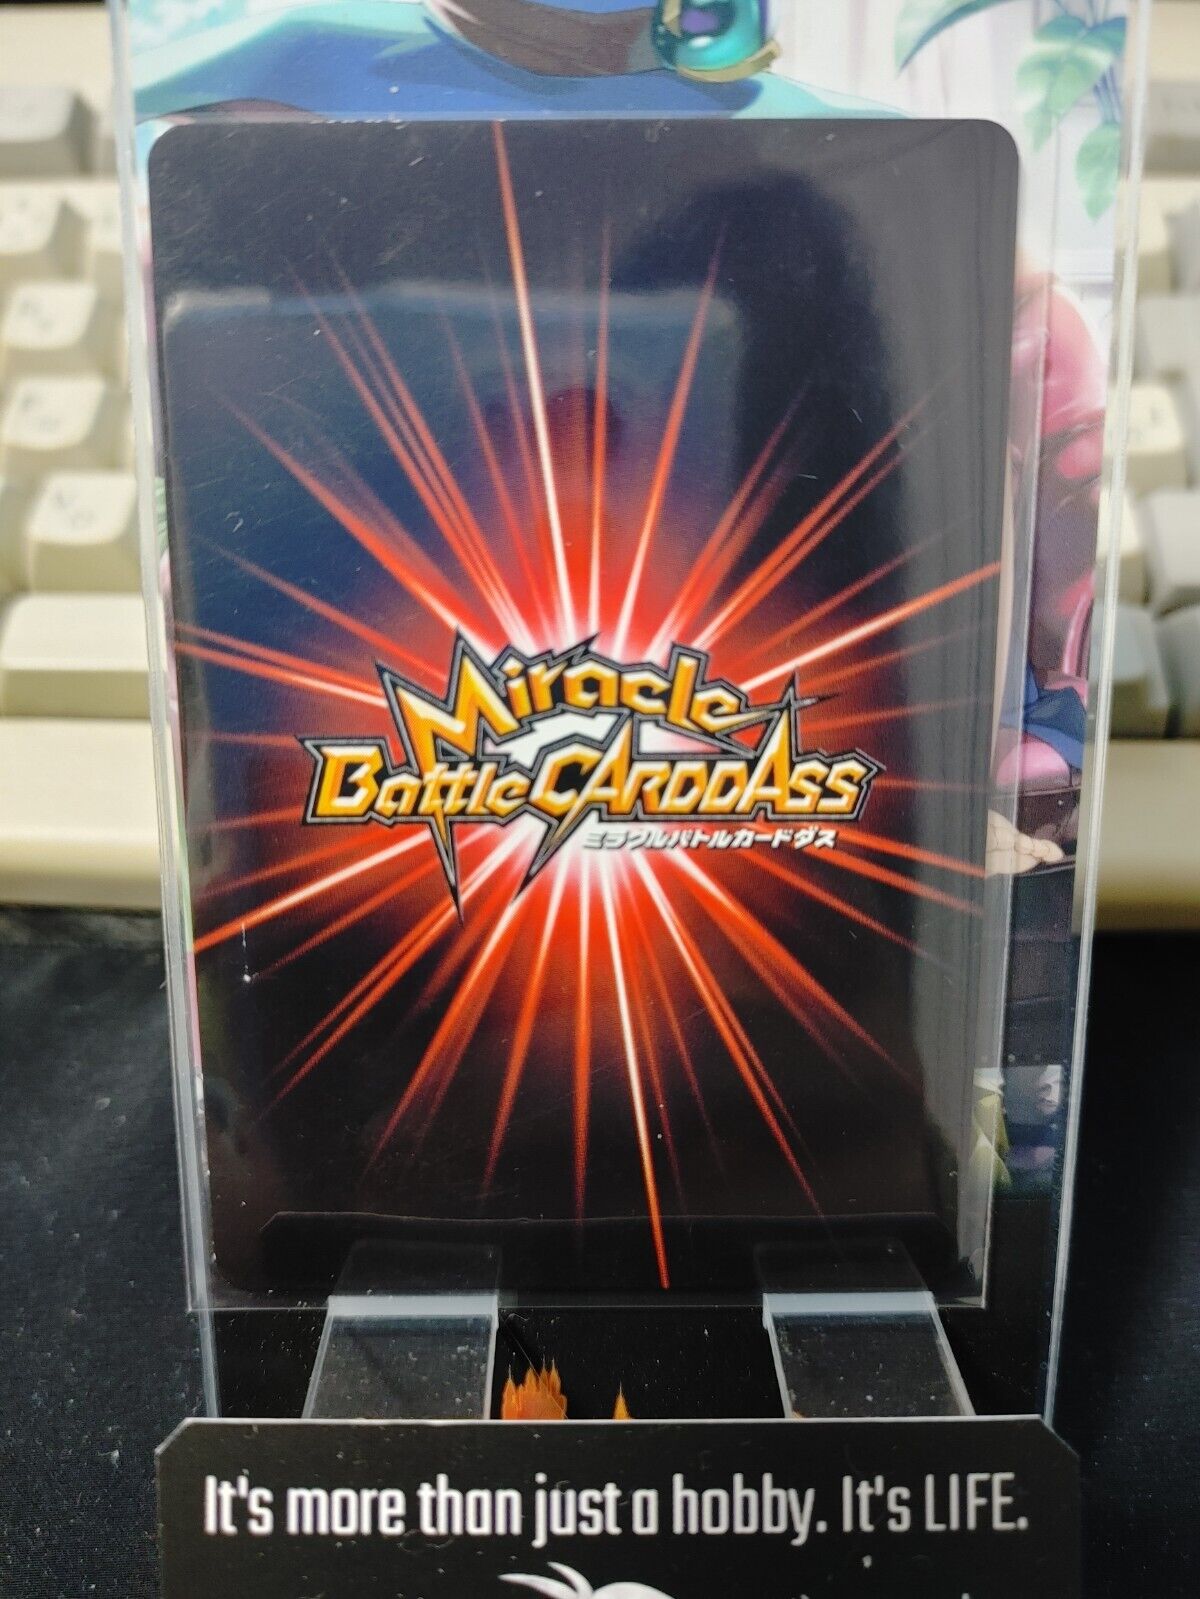 Miracle
Battle CARDDASS
ミラクルバトルカードダス
It's more than just a hobby. It's LIFE.